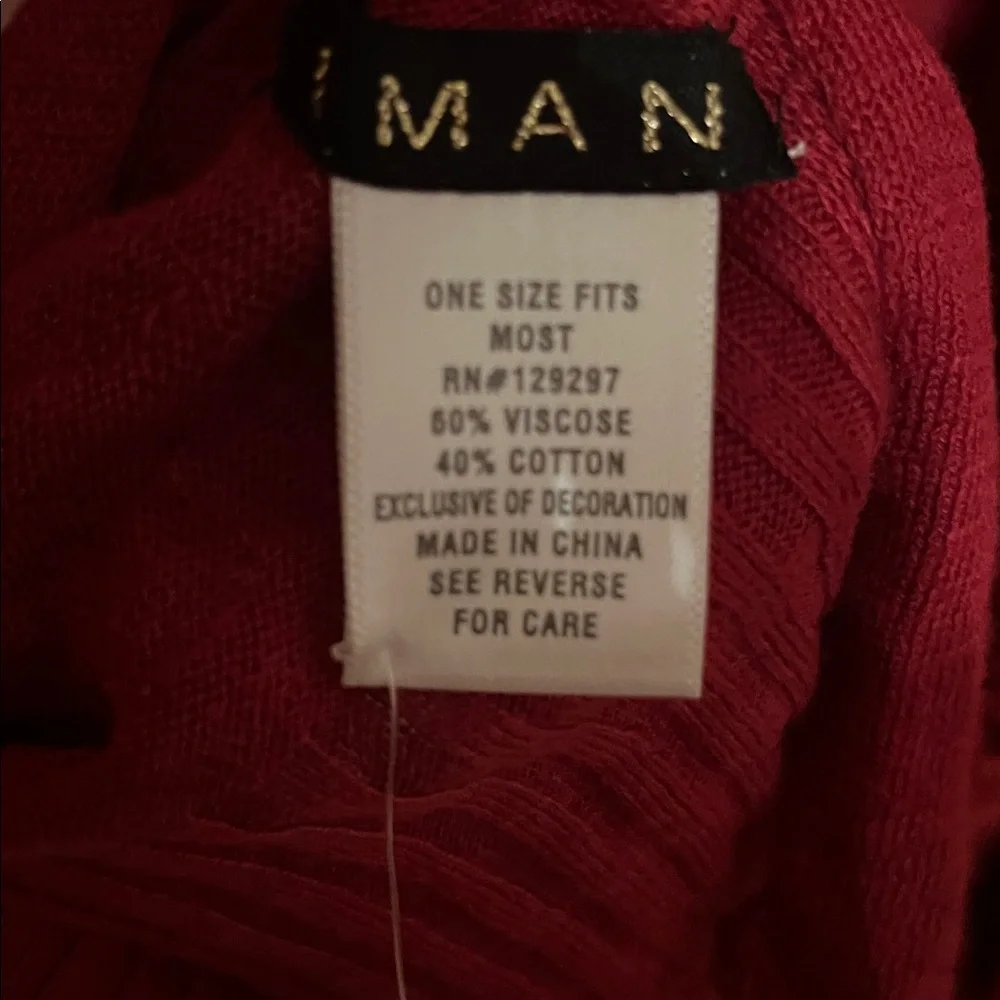 I M A N
ONE SIZE FITS
MOST
RN#129297
60% VISCOSE
40% COTTON
EXCLUSIVE OF DECORATION
MADE IN CHINA
SEE REVERSE
FOR CARE